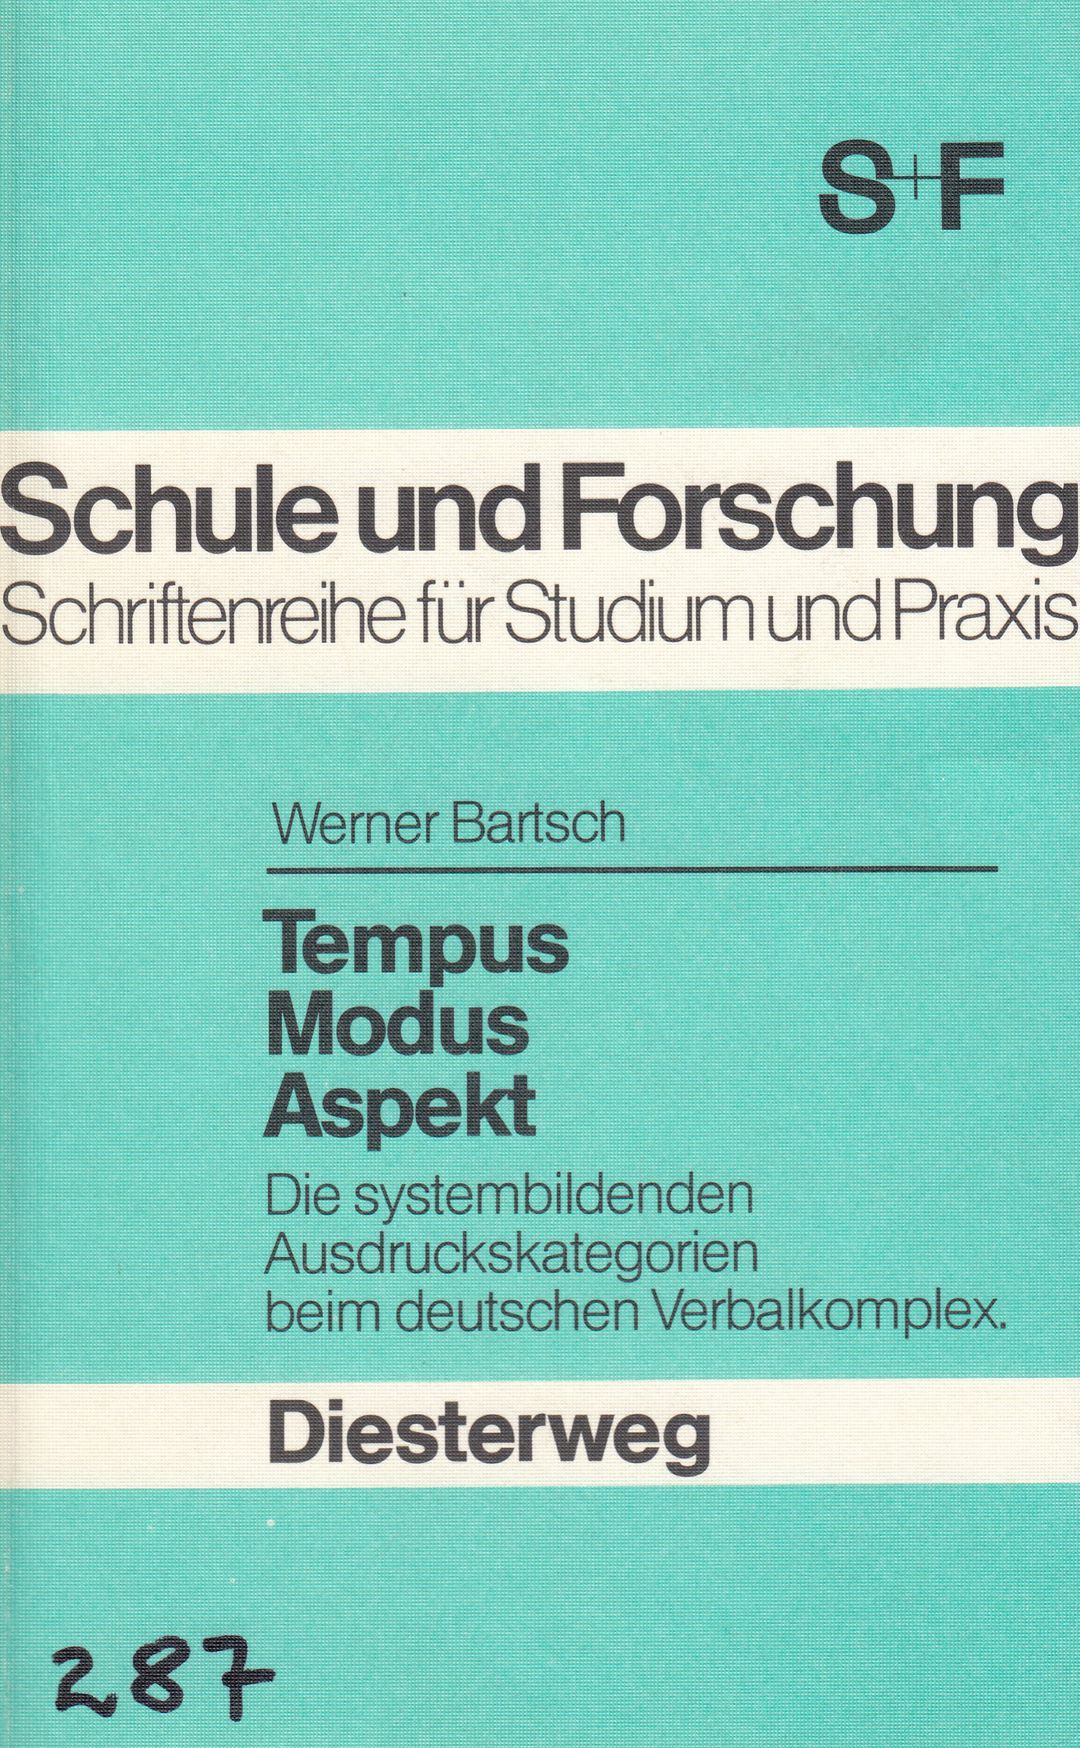 S+F
Schule und Forschung
Schriftenreihe für Studium und Praxis
Werner Bartsch
Tempus
Modus
Aspekt
Die systembildenden
Ausdruckskategorien
beim deutschen Verbalkomplex.
Diesterweg
287